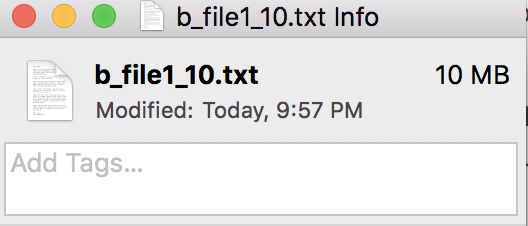 b_file1_10.txt Info
b_file1_10.txt 10 MB
Modified: Today, 9:57 PM
Add Tags...